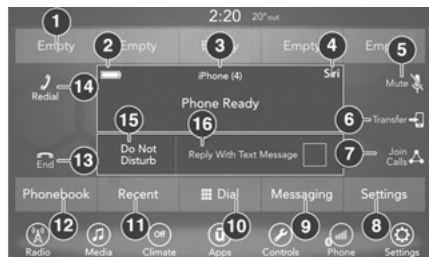 2:20 20°out
1
Empty Empty Empty Empty Empty
2 3 4 5
iPhone (4) Siri
Mute
14
Redial
Phone Ready
6 Transfer
15 16
Do Not Disturb
Reply With Text Message
13
End
7 Join Calls
Phonebook Recent Dial Messaging Settings
12 11 10 9 8
Off
Radio Media Climate Apps Controls Phone Settings